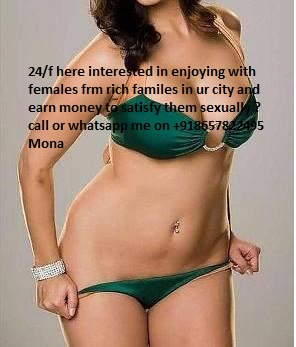 24/f here interested in enjoying with
females frm rich familes in ur city and
earn money to satisfy them sexually ?
call or whatsapp me on +918657822495
Mona